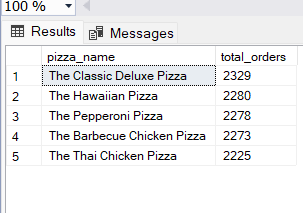 100 %
Results Messages
pizza_name total_orders
1 The Classic Deluxe Pizza 2329
2 The Hawaiian Pizza 2280
3 The Pepperoni Pizza 2278
4 The Barbecue Chicken Pizza 2273
5 The Thai Chicken Pizza 2225